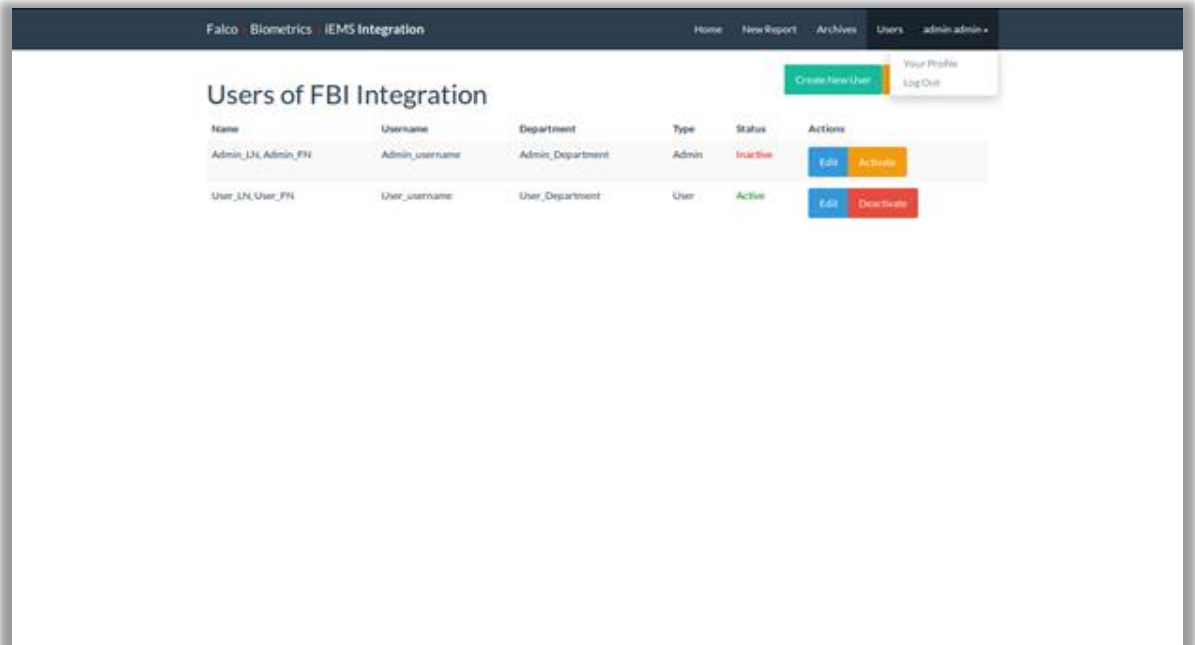 Falco Biometrics iEMS Integration Home New Report Archives Users admin admin
Your Profile
Log Out
Create New User
Users of FBI Integration
Name Username Department Type Status Actions
Admin_LN, Admin_FN Admin_username Admin_Department Admin Inactive Edit Activate
User_LN, User_FN User_username User_Department User Active Edit Deactivate